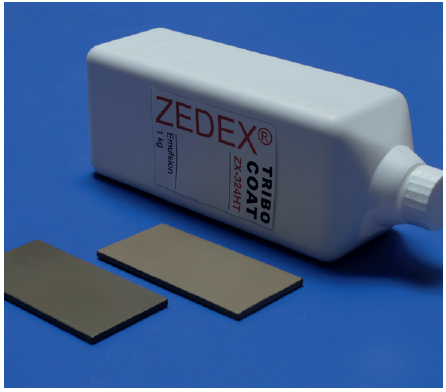 ZEDEX®
TRIBO
COAT
ZX-324HT
Emulsion
1 kg